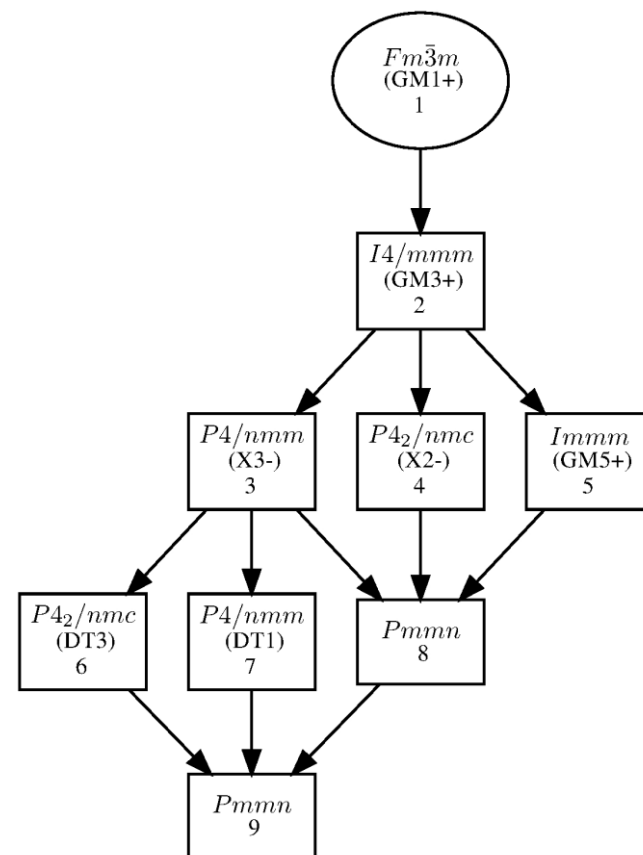 Fm3̄m
(GM1+)
1
I4/mmm
(GM3+)
2
P4/nmm
(X3-)
3
P4₂/nmc
(X2-)
4
Immm
(GM5+)
5
P4₂/nmc
(DT3)
6
P4/nmm
(DT1)
7
Pmmn
8
Pmmn
9